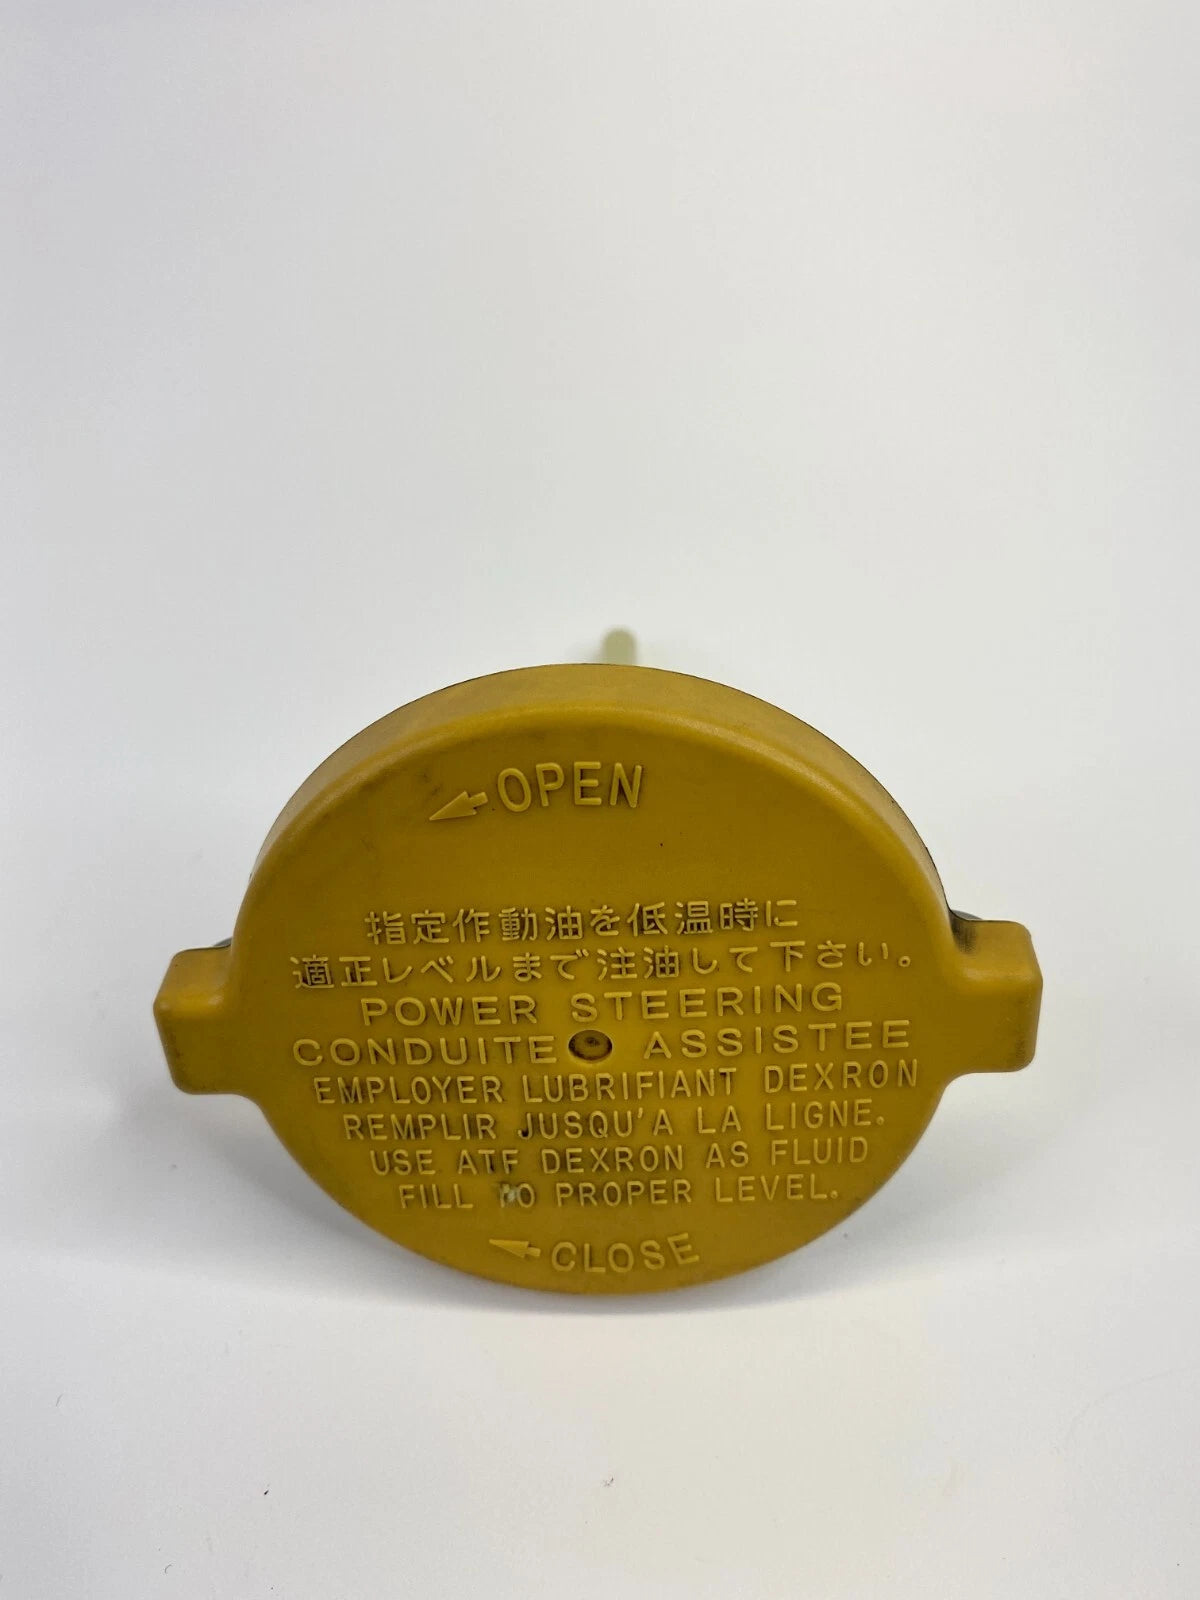 OPEN
指定作動油を低温時に
適正レベルまで注油して下さい。
POWER STEERING
CONDUITE ASSISTEE
EMPLOYER LUBRIFIANT DEXRON
REMPLIR JUSQU'A LA LIGNE.
USE ATF DEXRON AS FLUID
FILL TO PROPER LEVEL.
CLOSE